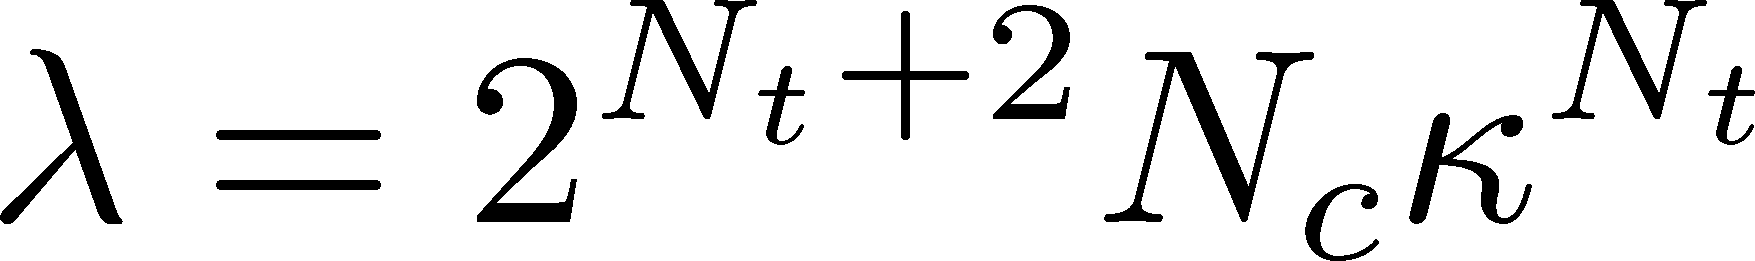 λ = 2^{N_t+2} N_c κ^{N_t}